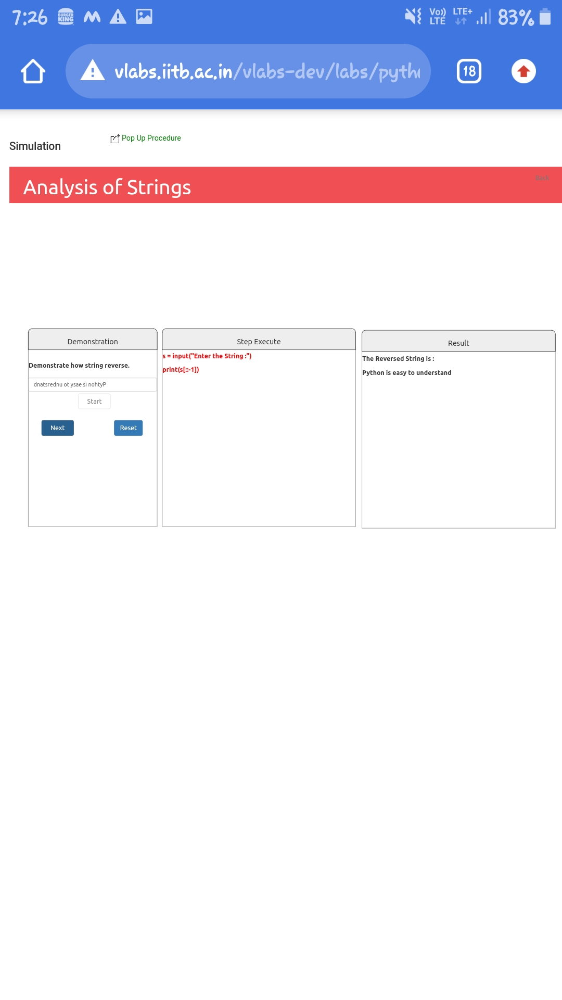 7:26 BURGER KING Vo)) LTE LTE+ 83%
vlabs.iitb.ac.in/vlabs-dev/labs/pyth
18
Pop Up Procedure
Simulation
Back
Analysis of Strings
Demonstration
Demonstrate how string reverse.
dnatsrednu ot ysae si nohtyP
Start
Next Reset
Step Execute
s = input("Enter the String :")
print(s[::-1])
Result
The Reversed String is :
Python is easy to understand